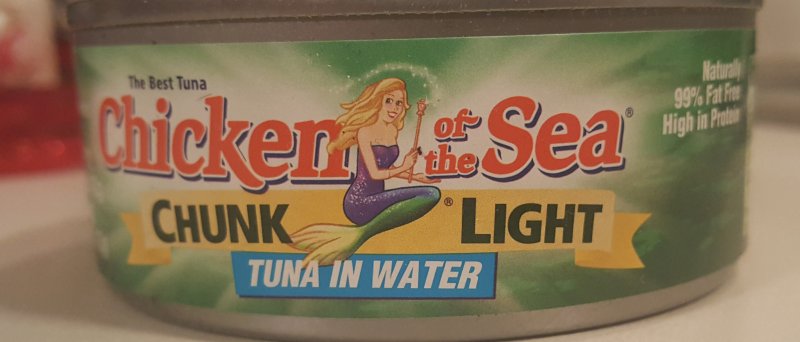 The Best Tuna
Chicken of the Sea®
CHUNK ® LIGHT
TUNA IN WATER
Naturally
99% Fat Free
High in Protein